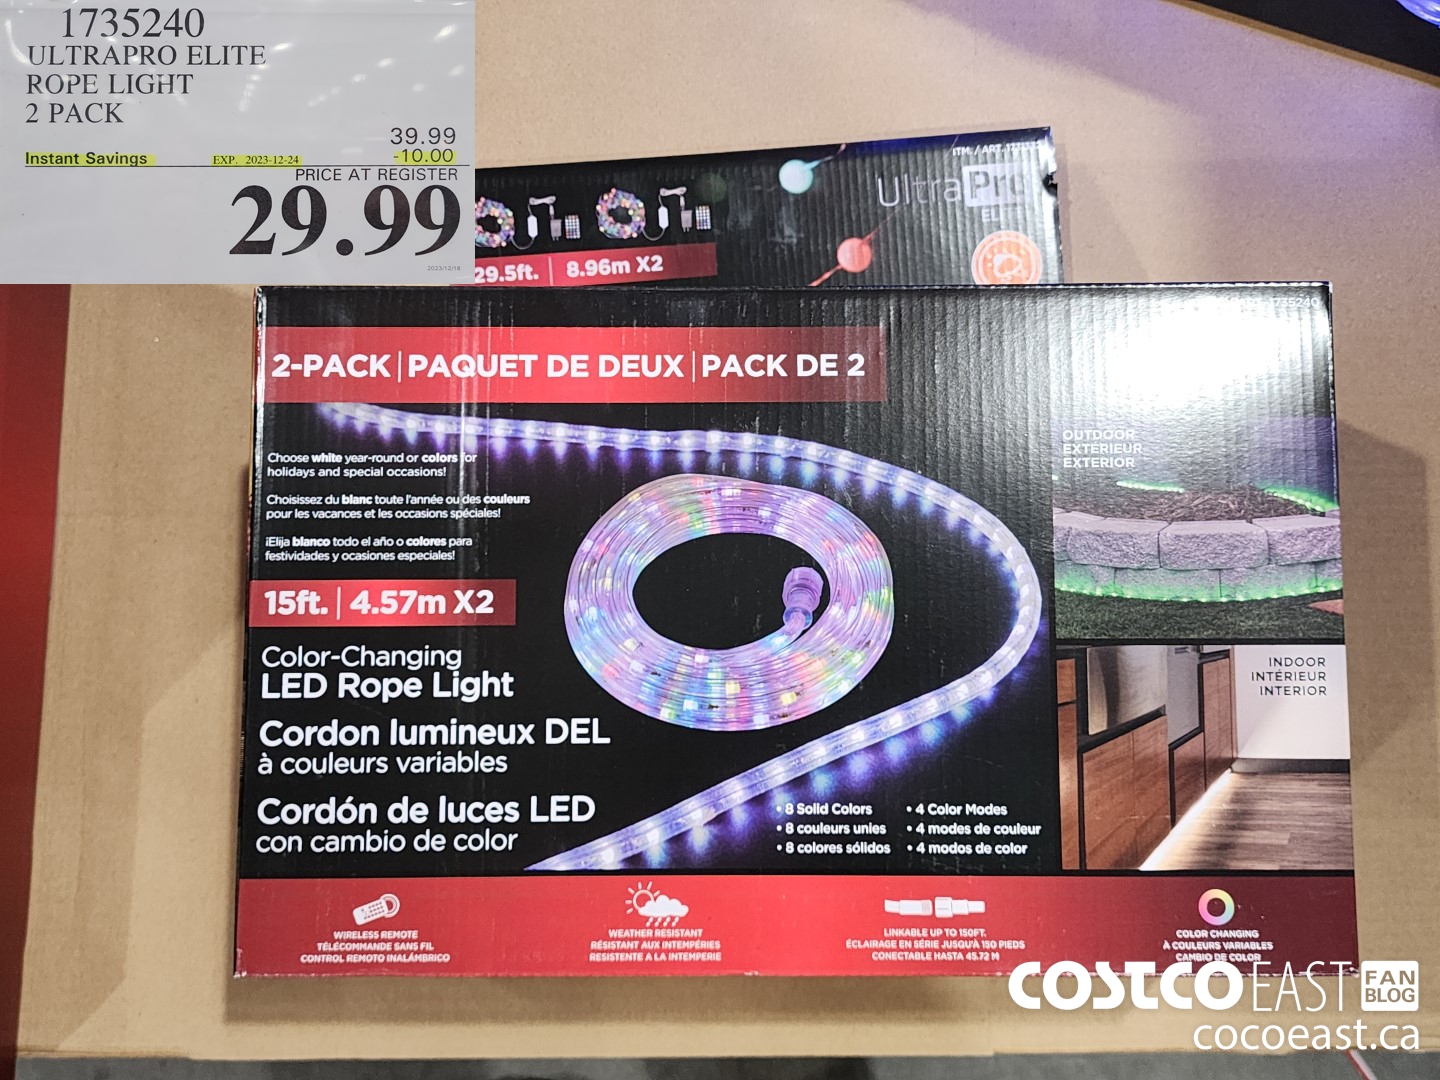 1735240
ULTRAPRO ELITE
ROPE LIGHT
2 PACK
39.99
Instant Savings EXP. 2023-12-24 -10.00
PRICE AT REGISTER
29.99
2023/12/18
ITM. / ART.
UltraPro
29.5ft. | 8.96m X2
1735240
2-PACK | PAQUET DE DEUX | PACK DE 2
Choose white year-round or colors for
holidays and special occasions!
Choisissez du blanc toute l'année ou des couleurs
pour les vacances et les occasions spéciales!
¡Elija blanco todo el año o colores para
festividades y ocasiones especiales!
15ft. | 4.57m X2
Color-Changing
LED Rope Light
Cordon lumineux DEL
à couleurs variables
Cordón de luces LED
con cambio de color
• 8 Solid Colors
• 8 couleurs unies
• 8 colores sólidos
• 4 Color Modes
• 4 modes de couleur
• 4 modos de color
OUTDOOR
EXTÉRIEUR
EXTERIOR
INDOOR
INTÉRIEUR
INTERIOR
WIRELESS REMOTE
TÉLÉCOMMANDE SANS FIL
CONTROL REMOTO INALÁMBRICO
WEATHER RESISTANT
RÉSISTANT AUX INTEMPÉRIES
RESISTENTE A LA INTEMPERIE
LINKABLE UP TO 150FT.
ÉCLAIRAGE EN SÉRIE JUSQU'À 150 PIEDS
CONECTABLE HASTA 45.72 M
COLOR CHANGING
À COULEURS VARIABLES
CAMBIO DE COLOR
COSTCO EAST FAN BLOG
cocoeast.ca